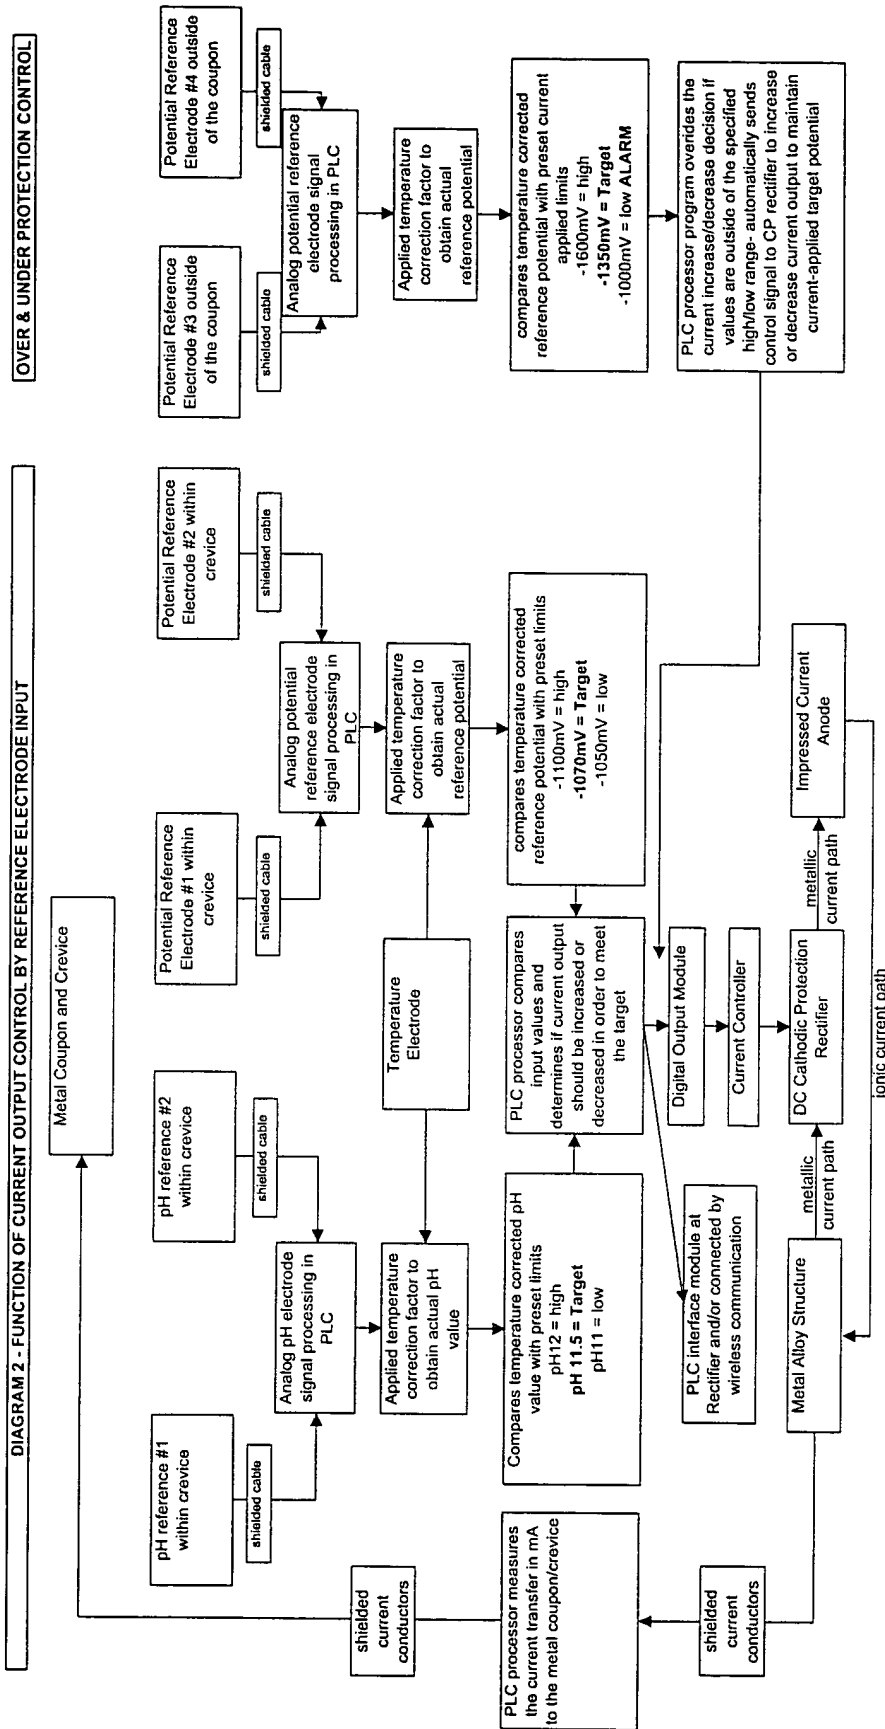 DIAGRAM 2 - FUNCTION OF CURRENT OUTPUT CONTROL BY REFERENCE ELECTRODE INPUT
OVER & UNDER PROTECTION CONTROL
Metal Coupon and Crevice
pH reference #1
within crevice
pH reference #2
within crevice
Potential Reference
Electrode #1 within
crevice
Potential Reference
Electrode #2 within
crevice
Potential Reference
Electrode #3 outside
of the coupon
Potential Reference
Electrode #4 outside
of the coupon
shielded cable
shielded cable
shielded cable
shielded cable
shielded cable
shielded cable
Analog pH electrode
signal processing in
PLC
Analog potential
reference electrode
signal processing in
PLC
Analog potential reference
electrode signal
processing in PLC
shielded
current
conductors
Applied temperature
correction factor to
obtain actual pH
value
Temperature
Electrode
Applied temperature
correction factor to
obtain actual
reference potential
Applied temperature
correction factor to
obtain actual
reference potential
PLC processor measures
the current transfer in mA
to the metal coupon/crevice
Compares temperature corrected pH
value with preset limits
pH12 = high
pH 11.5 = Target
pH11 = low
PLC processor compares
input values and
determines if current output
should be increased or
decreased in order to meet
the target
compares temperature corrected
reference potential with preset limits
-1100mV = high
-1070mV = Target
-1050mV = low
compares temperature corrected
reference potential with preset current
applied limits
-1600mV = high
-1350mV = Target
-1000mV = low ALARM
PLC processor program overides the
current increase/decrease decision if
values are outside of the specified
high/low range- automatically sends
control signal to CP rectifier to increase
or decrease current output to maintain
current-applied target potential
shielded
current
conductors
PLC interface module at
Rectifier and/or connected by
wireless communication
Digital Output Module
Current Controller
Metal Alloy Structure
metallic
current path
DC Cathodic Protection
Rectifier
metallic
current path
Impressed Current
Anode
ionic current path